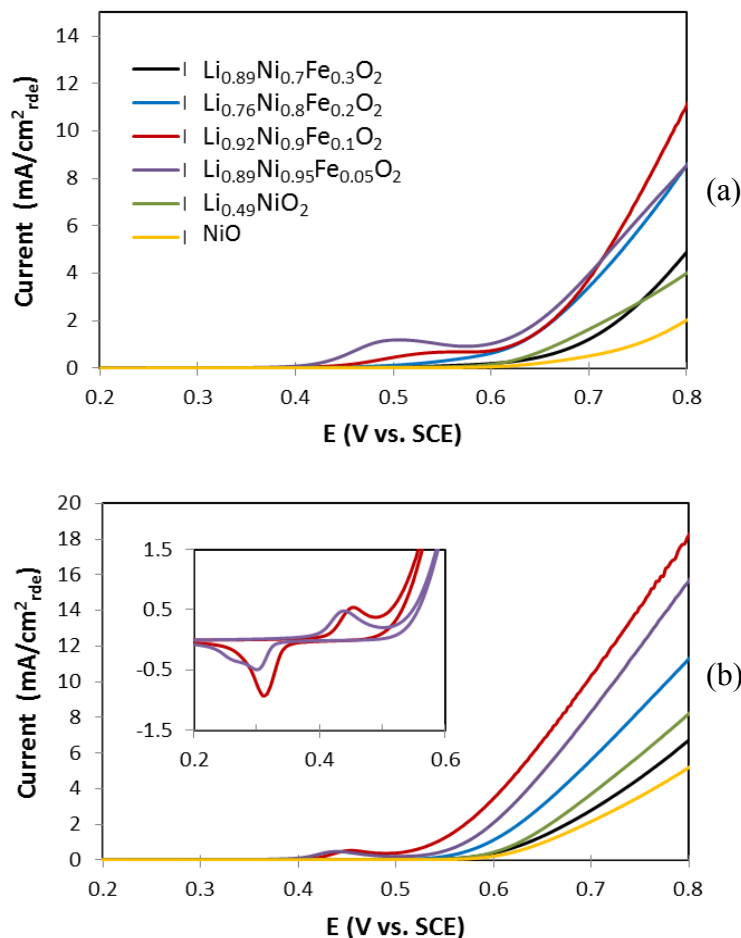 14
12
10
8
6
4
2
0
Current (mA/cm²rde)
Li0.89Ni0.7Fe0.3O2
Li0.76Ni0.8Fe0.2O2
Li0.92Ni0.9Fe0.1O2
Li0.89Ni0.95Fe0.05O2
Li0.49NiO2
NiO
(a)
0.2 0.3 0.4 0.5 0.6 0.7 0.8
E (V vs. SCE)
20
18
16
14
12
10
8
6
4
2
0
Current (mA/cm²rde)
1.5
0.5
-0.5
-1.5
0.2 0.4 0.6
(b)
0.2 0.3 0.4 0.5 0.6 0.7 0.8
E (V vs. SCE)